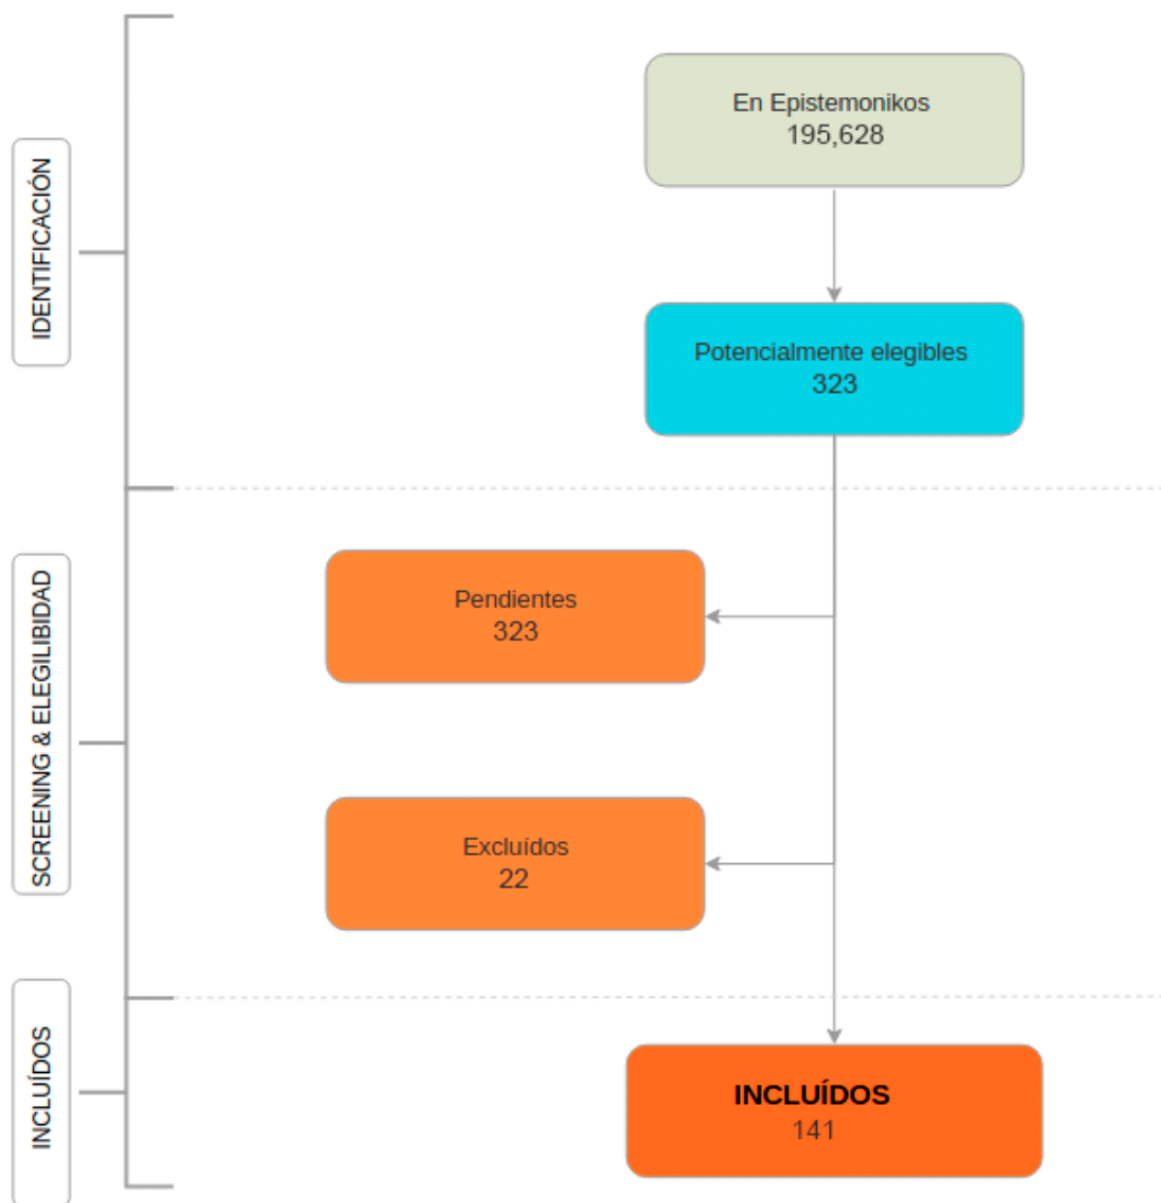 IDENTIFICACIÓN
En Epistemonikos
195,628
Potencialmente elegibles
323
SCREENING & ELEGILIBIDAD
Pendientes
323
Excluídos
22
INCLUÍDOS
INCLUÍDOS
141